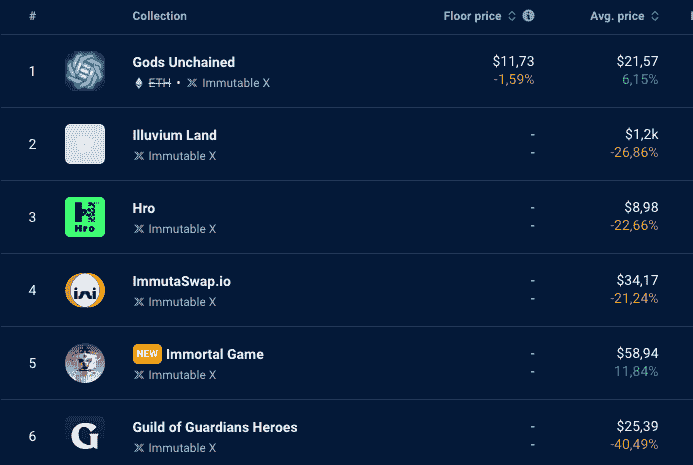 # Collection Floor price Avg. price
1 Gods Unchained $11,73 $21,57
ETH • Immutable X -1,59% 6,15%
2 Illuvium Land - $1,2k
Immutable X - -26,86%
3 Hro - $8,98
Hro Immutable X - -22,66%
4 ImmutaSwap.io - $34,17
Immutable X - -21,24%
5 NEW Immortal Game - $58,94
Immutable X - 11,84%
6 G Guild of Guardians Heroes - $25,39
Immutable X - -40,49%